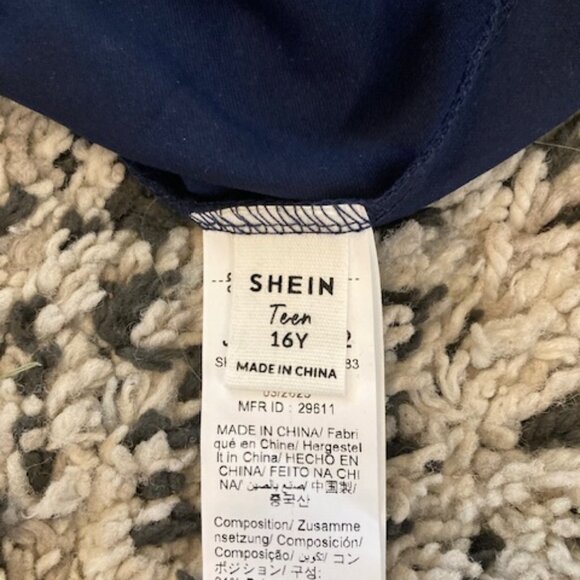 SHEIN
Teen
16Y
MADE IN CHINA
MFR ID : 29611
MADE IN CHINA/ Fabri
qué en Chine/ Hergestel
lt in China/ HECHO EN
CHINA/ FEITO NA CHI
NA/ صنع بالصين/ 中国製/
중국산
Composition/ Zusamme
nsetzung/ Composición/
Composição/ تكوين/ コン
ポジション/ 구성: